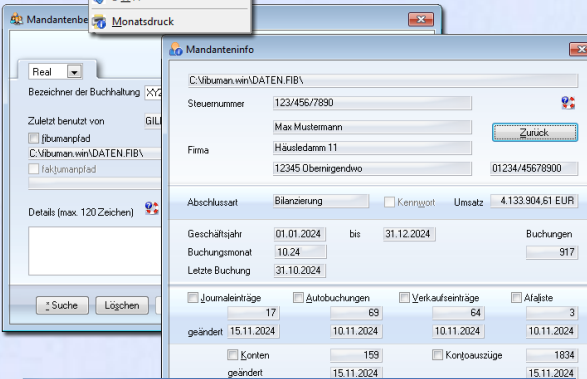 Monatsdruck
Mandantenbe
Real
Bezeichner der Buchhaltung
Zuletzt benutzt von
fibumanpfad
C:\fibuman.win\DATEN.FIB\
faktumanpfad
Details (max. 120 Zeichen)
Suche
Löschen
Mandanteninfo
C:\fibuman.win\DATEN.FIB\
Steuernummer 123/456/7890
Max Mustermann
Zurück
Firma Häusledamm 11
12345 Obernirgendwo 01234/45678900
Abschlussart Bilanzierung Kennwort Umsatz 4.133.904,61 EUR
Geschäftsjahr 01.01.2024 bis 31.12.2024 Buchungen
Buchungsmonat 10.24 917
Letzte Buchung 31.10.2024
Journaleinträge Autobuchungen Verkaufseinträge Afaliste
17 69 64 3
geändert 15.11.2024 10.11.2024 10.11.2024 10.11.2024
Konten 159 Kontoauszüge 1834
geändert 15.11.2024 15.11.2024